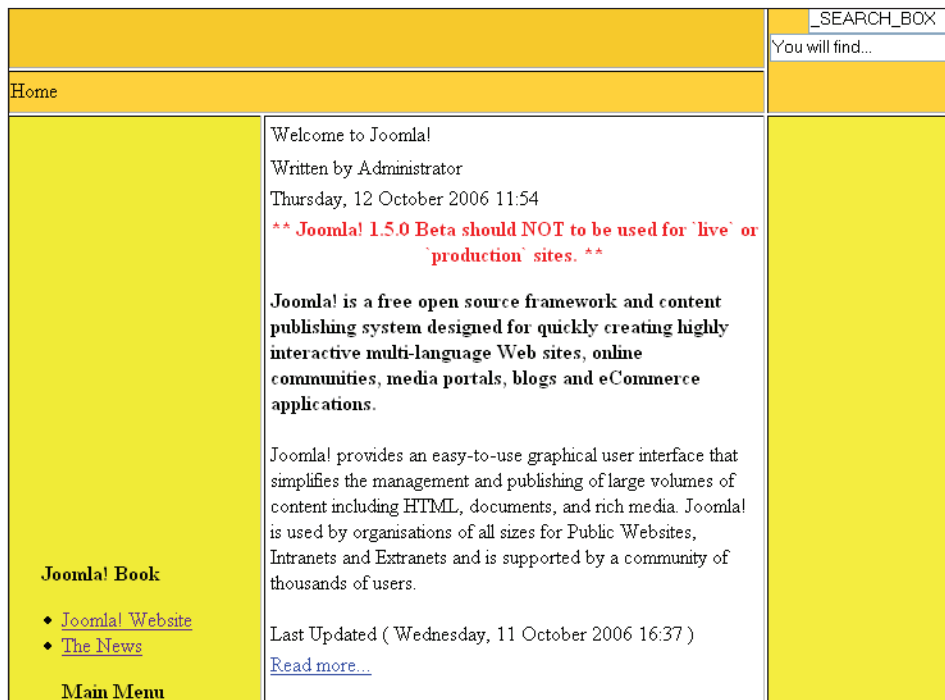 _SEARCH_BOX
You will find...
Home
Welcome to Joomla!
Written by Administrator
Thursday, 12 October 2006 11:54
** Joomla! 1.5.0 Beta should NOT to be used for `live` or
`production` sites. **
Joomla! is a free open source framework and content
publishing system designed for quickly creating highly
interactive multi-language Web sites, online
communities, media portals, blogs and eCommerce
applications.
Joomla! provides an easy-to-use graphical user interface that
simplifies the management and publishing of large volumes of
content including HTML, documents, and rich media. Joomla!
is used by organisations of all sizes for Public Websites,
Intranets and Extranets and is supported by a community of
thousands of users.
Last Updated ( Wednesday, 11 October 2006 16:37 )
Read more...
Joomla! Book
Joomla! Website
The News
Main Menu